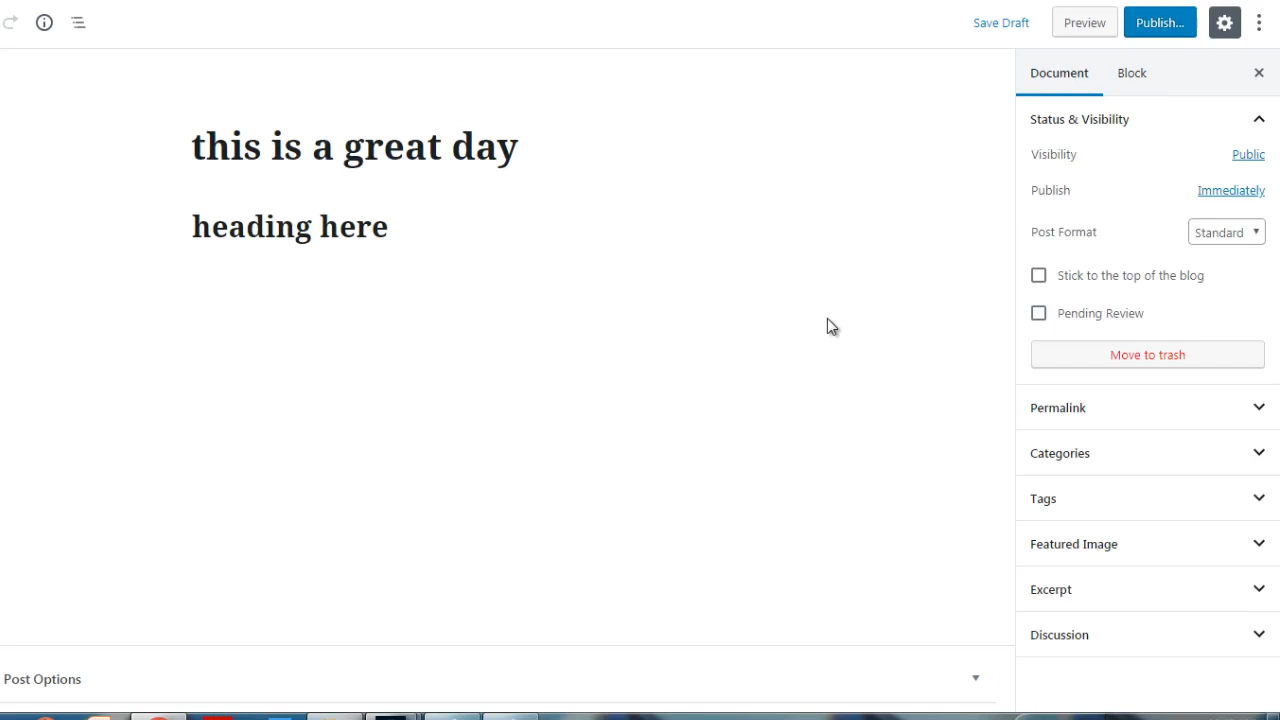 Save Draft
Preview
Publish...
Document
Block
this is a great day
heading here
Status & Visibility
Visibility
Public
Publish
Immediately
Post Format
Standard
Stick to the top of the blog
Pending Review
Move to trash
Permalink
Categories
Tags
Featured Image
Excerpt
Discussion
Post Options